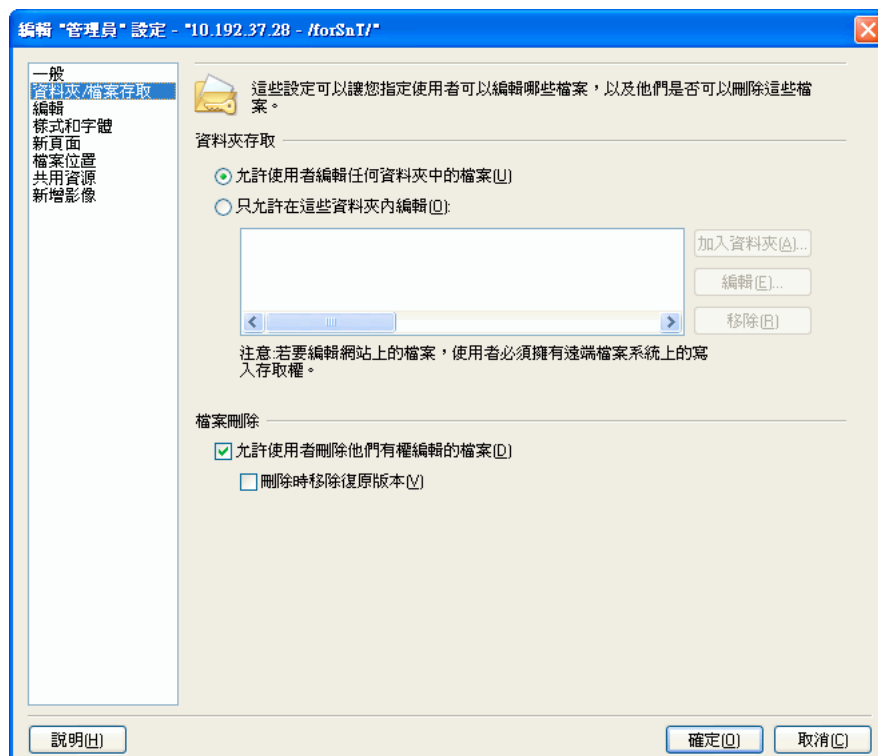 編輯 "管理員" 設定 - "10.192.37.28 - /forSnT/"
一般
資料夾/檔案存取
編輯
樣式和字體
新頁面
檔案位置
共用資源
新增影像
這些設定可以讓您指定使用者可以編輯哪些檔案，以及他們是否可以刪除這些檔
案。
資料夾存取
允許使用者編輯任何資料夾中的檔案(U)
只允許在這些資料夾內編輯(O):
加入資料夾(A)...
編輯(E)...
移除(R)
注意:若要編輯網站上的檔案，使用者必須擁有遠端檔案系統上的寫
入存取權。
檔案刪除
允許使用者刪除他們有權編輯的檔案(D)
刪除時移除復原版本(V)
說明(H)
確定(O)
取消(C)